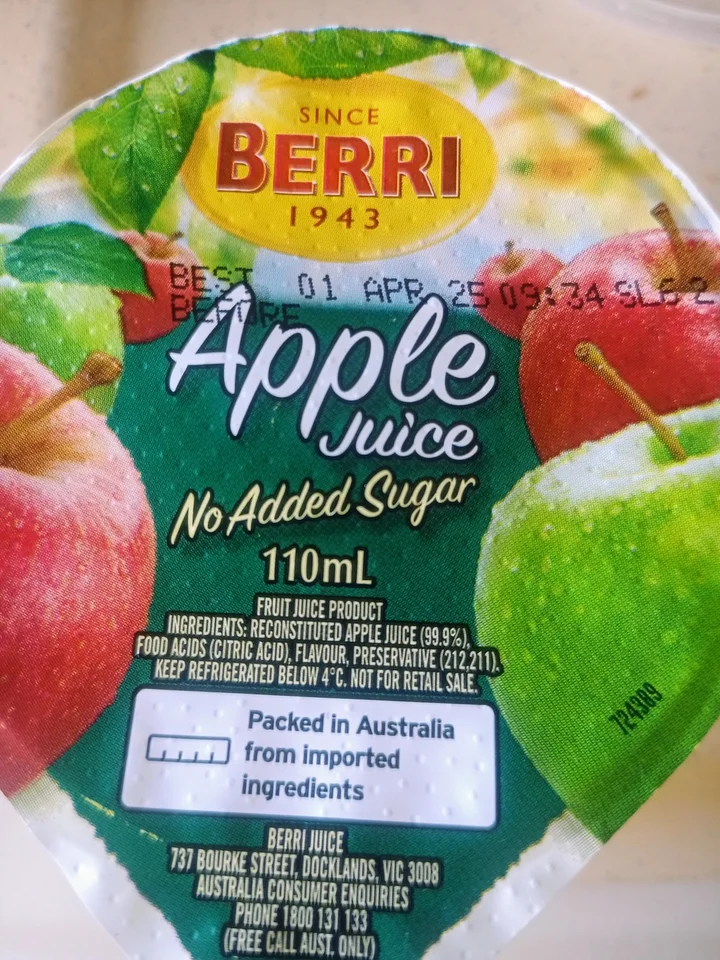 SINCE
BERRI
1943
BEST 01 APR 25 09:34 SL6 2
BEFORE
Apple
Juice
No Added Sugar
110mL
FRUIT JUICE PRODUCT
INGREDIENTS: RECONSTITUTED APPLE JUICE (99.9%),
FOOD ACIDS (CITRIC ACID), FLAVOUR, PRESERVATIVE (212,211).
KEEP REFRIGERATED BELOW 4°C. NOT FOR RETAIL SALE.
724389
Packed in Australia
from imported
ingredients
BERRI JUICE
737 BOURKE STREET, DOCKLANDS, VIC 3008
AUSTRALIA CONSUMER ENQUIRIES
PHONE 1800 131 133
(FREE CALL AUST. ONLY)